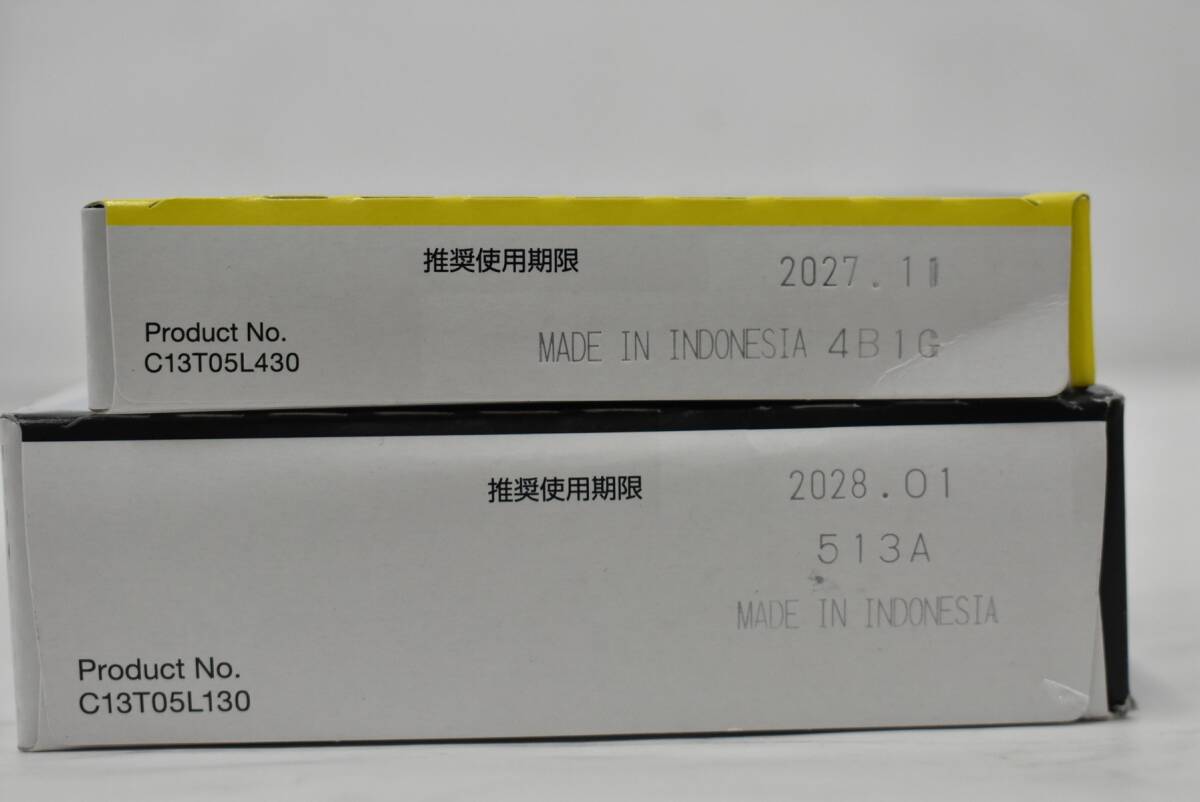 推奨使用期限 2027.11
MADE IN INDONESIA 4B1G
Product No.
C13T05L430
推奨使用期限 2028.01
513A
MADE IN INDONESIA
Product No.
C13T05L130